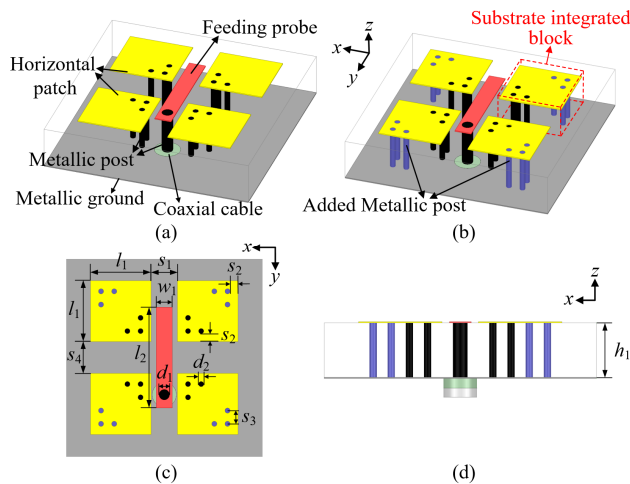 Feeding probe
Horizontal
patch
Metallic post
Metallic ground
Coaxial cable
(a)
z
x
y
Substrate integrated
block
Added Metallic post
(b)
x
y
l1
s1
s2
w1
l1
l2
s2
s4
d1
d2
s3
(c)
z
x
h1
(d)